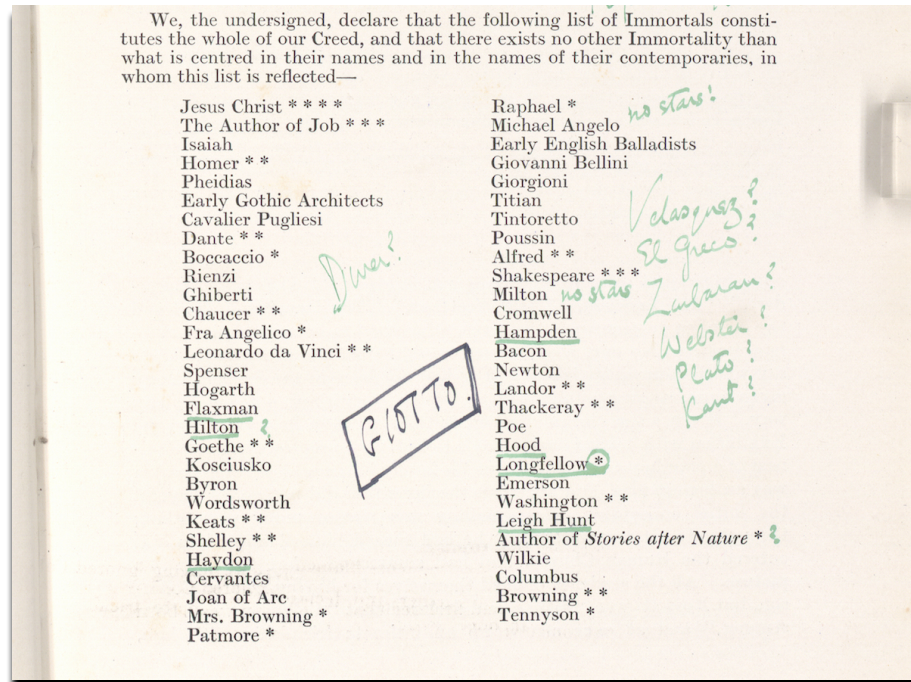 We, the undersigned, declare that the following list of Immortals consti-
tutes the whole of our Creed, and that there exists no other Immortality than
what is centred in their names and in the names of their contemporaries, in
whom this list is reflected—
Jesus Christ * * * *
The Author of Job * * *
Isaiah
Homer * *
Pheidias
Early Gothic Architects
Cavalier Pugliesi
Dante * *
Boccaccio *
Rienzi
Ghiberti
Chaucer * *
Fra Angelico *
Leonardo da Vinci * *
Spenser
Hogarth
Flaxman
Hilton ?
Goethe * *
Kosciusko
Byron
Wordsworth
Keats * *
Shelley * *
Haydon
Cervantes
Joan of Arc
Mrs. Browning *
Patmore *
Durer?
GIOTTO.
Raphael *
Michael Angelo no stars!
Early English Balladists
Giovanni Bellini
Giorgioni
Titian
Tintoretto
Poussin
Alfred * *
Shakespeare * * *
Milton no stars
Cromwell
Hampden
Bacon
Newton
Landor * *
Thackeray * *
Poe
Hood
Longfellow *
Emerson
Washington * *
Leigh Hunt
Author of Stories after Nature * ?
Wilkie
Columbus
Browning * *
Tennyson *
Velasquez?
El Greco?
Zurbaran?
Webster?
Plato?
Kant?